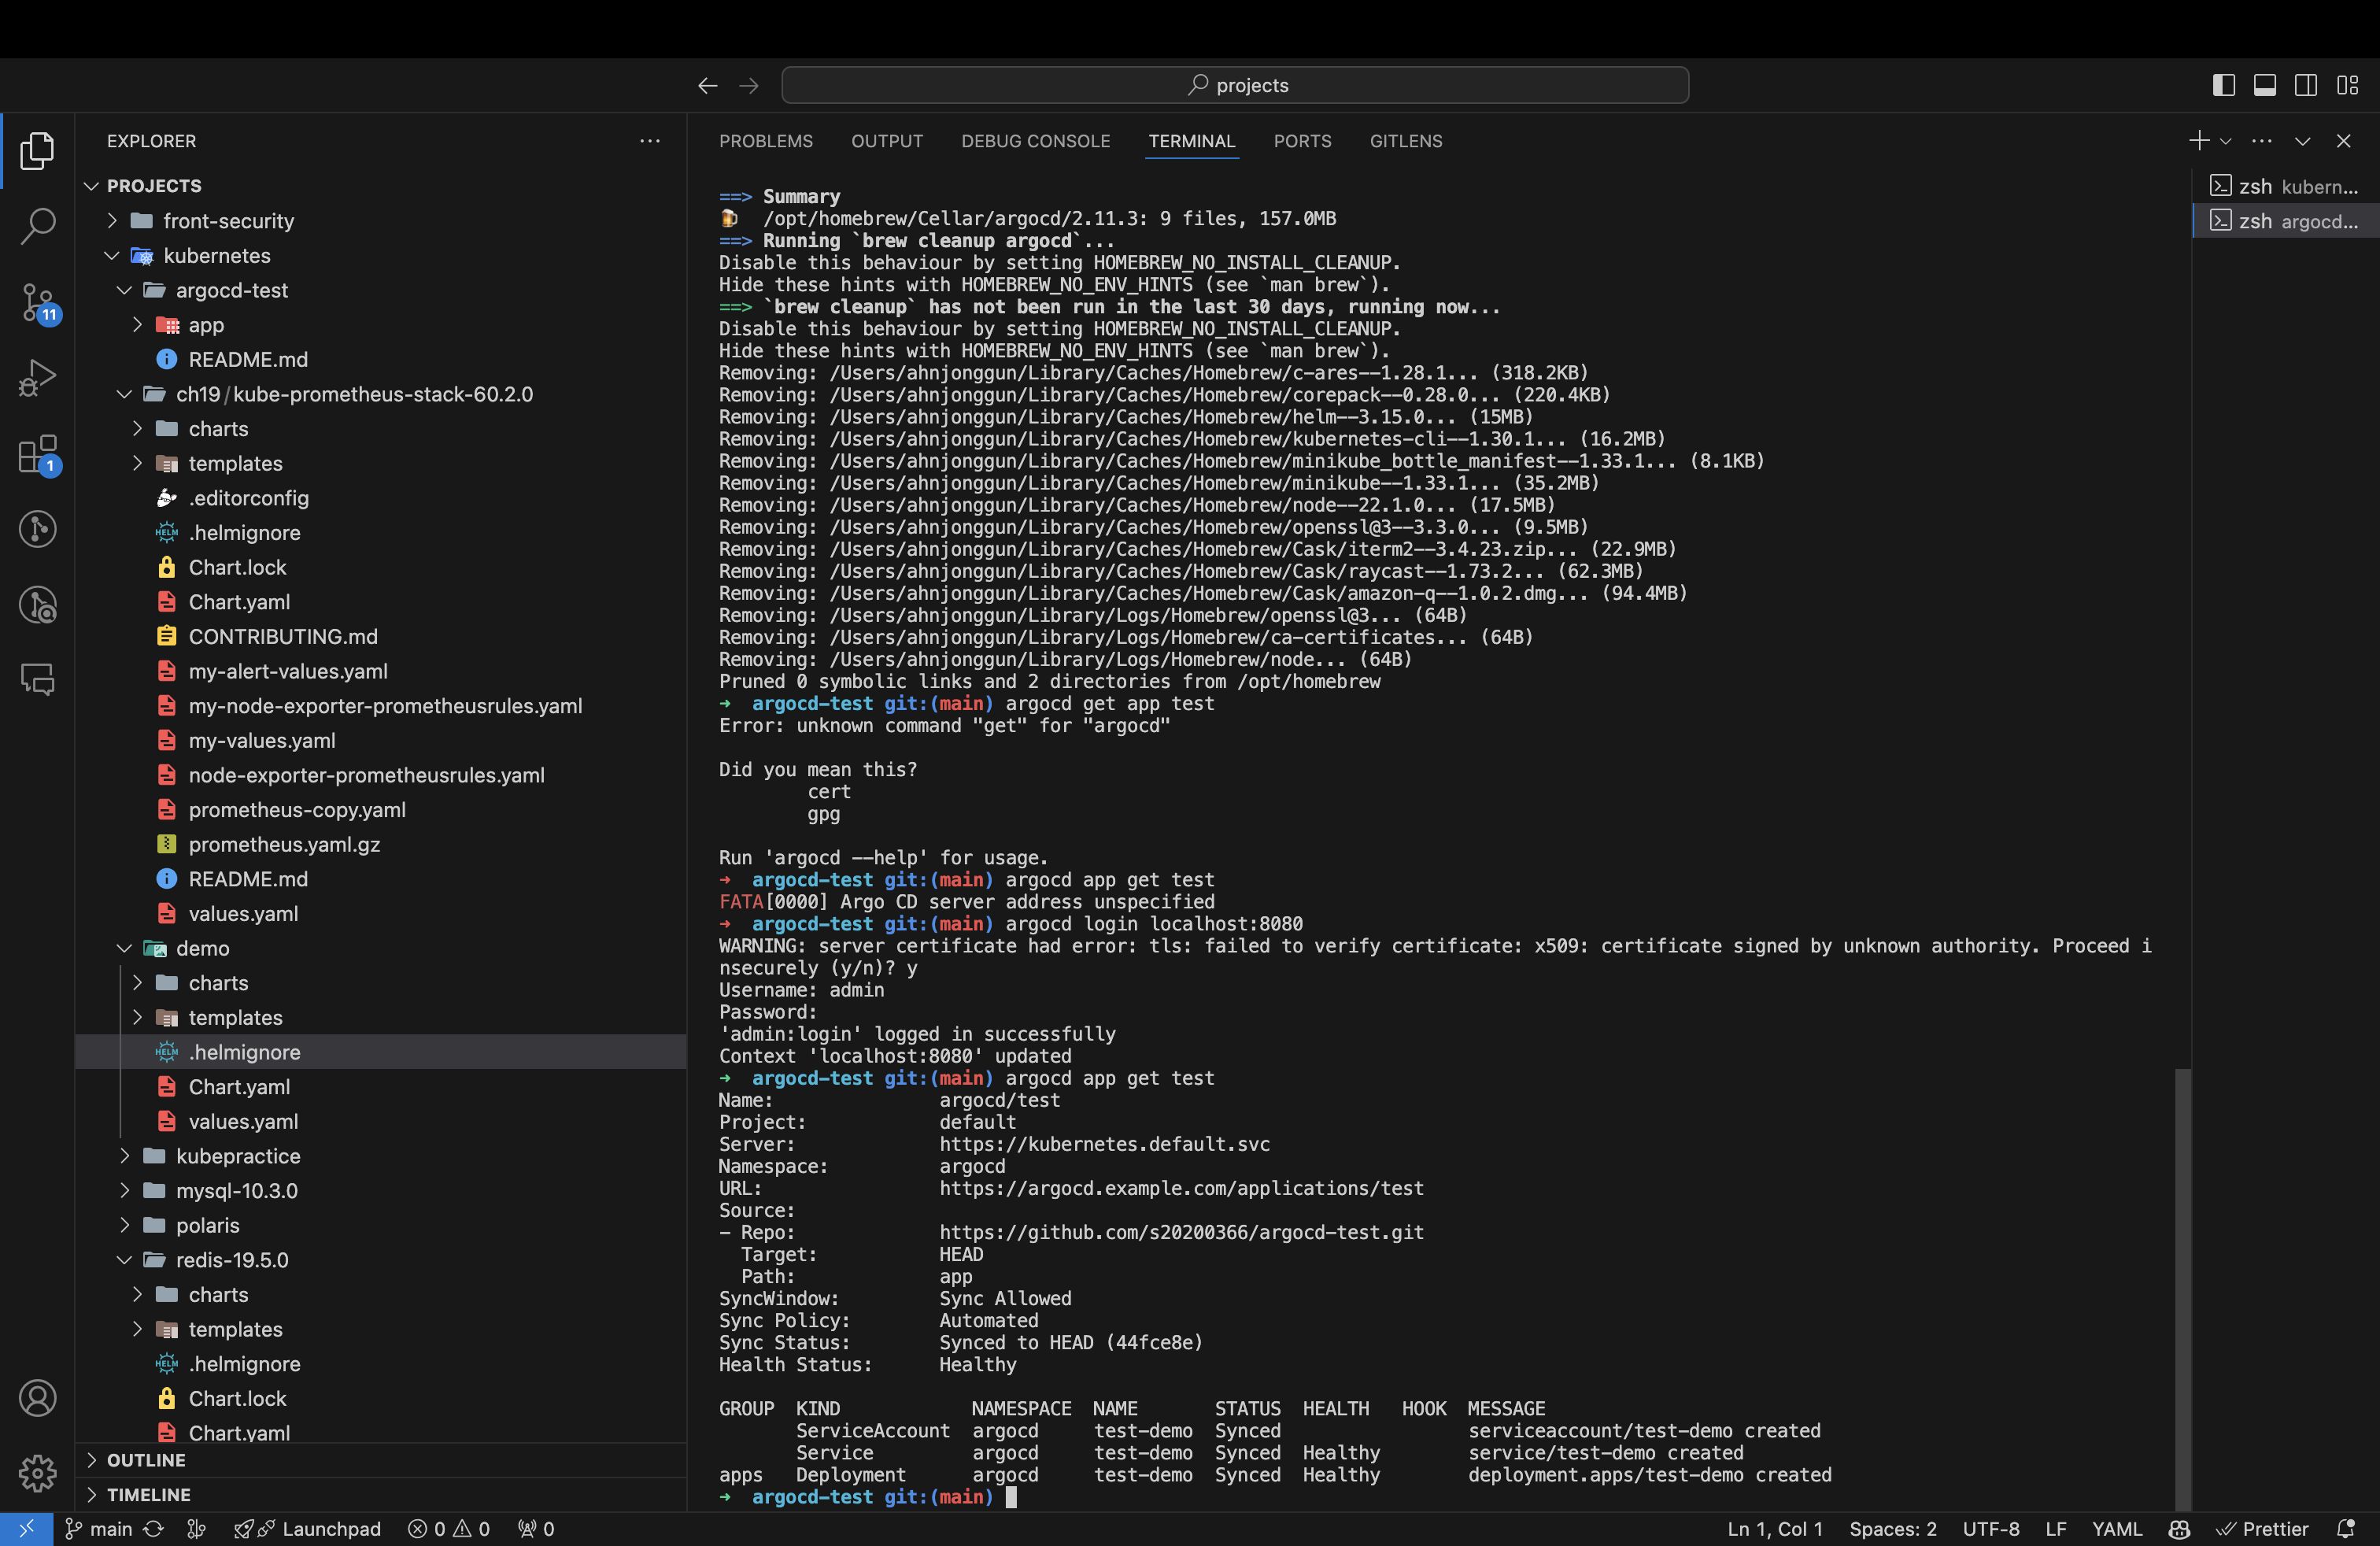 projects
EXPLORER
PROJECTS
front-security
kubernetes
argocd-test
app
README.md
ch19/kube-prometheus-stack-60.2.0
charts
templates
.editorconfig
.helmignore
Chart.lock
Chart.yaml
CONTRIBUTING.md
my-alert-values.yaml
my-node-exporter-prometheusrules.yaml
my-values.yaml
node-exporter-prometheusrules.yaml
prometheus-copy.yaml
prometheus.yaml.gz
README.md
values.yaml
demo
charts
templates
.helmignore
Chart.yaml
values.yaml
kubepractice
mysql-10.3.0
polaris
redis-19.5.0
charts
templates
.helmignore
Chart.lock
Chart.yaml
OUTLINE
TIMELINE
11
1
PROBLEMS OUTPUT DEBUG CONSOLE TERMINAL PORTS GITLENS
zsh kubern...
zsh argocd...
==> Summary
🍺  /opt/homebrew/Cellar/argocd/2.11.3: 9 files, 157.0MB
==> Running `brew cleanup argocd`...
Disable this behaviour by setting HOMEBREW_NO_INSTALL_CLEANUP.
Hide these hints with HOMEBREW_NO_ENV_HINTS (see `man brew`).
==> `brew cleanup` has not been run in the last 30 days, running now...
Disable this behaviour by setting HOMEBREW_NO_INSTALL_CLEANUP.
Hide these hints with HOMEBREW_NO_ENV_HINTS (see `man brew`).
Removing: /Users/ahnjonggun/Library/Caches/Homebrew/c-ares--1.28.1... (318.2KB)
Removing: /Users/ahnjonggun/Library/Caches/Homebrew/corepack--0.28.0... (220.4KB)
Removing: /Users/ahnjonggun/Library/Caches/Homebrew/helm--3.15.0... (15MB)
Removing: /Users/ahnjonggun/Library/Caches/Homebrew/kubernetes-cli--1.30.1... (16.2MB)
Removing: /Users/ahnjonggun/Library/Caches/Homebrew/minikube_bottle_manifest--1.33.1... (8.1KB)
Removing: /Users/ahnjonggun/Library/Caches/Homebrew/minikube--1.33.1... (35.2MB)
Removing: /Users/ahnjonggun/Library/Caches/Homebrew/node--22.1.0... (17.5MB)
Removing: /Users/ahnjonggun/Library/Caches/Homebrew/openssl@3--3.3.0... (9.5MB)
Removing: /Users/ahnjonggun/Library/Caches/Homebrew/Cask/iterm2--3.4.23.zip... (22.9MB)
Removing: /Users/ahnjonggun/Library/Caches/Homebrew/Cask/raycast--1.73.2... (62.3MB)
Removing: /Users/ahnjonggun/Library/Caches/Homebrew/Cask/amazon-q--1.0.2.dmg... (94.4MB)
Removing: /Users/ahnjonggun/Library/Logs/Homebrew/openssl@3... (64B)
Removing: /Users/ahnjonggun/Library/Logs/Homebrew/ca-certificates... (64B)
Removing: /Users/ahnjonggun/Library/Logs/Homebrew/node... (64B)
Pruned 0 symbolic links and 2 directories from /opt/homebrew
➜  argocd-test git:(main) argocd get app test
Error: unknown command "get" for "argocd"
Did you mean this?
cert
gpg
Run 'argocd --help' for usage.
➜  argocd-test git:(main) argocd app get test
FATA[0000] Argo CD server address unspecified
➜  argocd-test git:(main) argocd login localhost:8080
WARNING: server certificate had error: tls: failed to verify certificate: x509: certificate signed by unknown authority. Proceed i
nsecurely (y/n)? y
Username: admin
Password:
'admin:login' logged in successfully
Context 'localhost:8080' updated
➜  argocd-test git:(main) argocd app get test
Name: argocd/test
Project: default
Server: https://kubernetes.default.svc
Namespace: argocd
URL: https://argocd.example.com/applications/test
Source:
- Repo: https://github.com/s20200366/argocd-test.git
Target: HEAD
Path: app
SyncWindow: Sync Allowed
Sync Policy: Automated
Sync Status: Synced to HEAD (44fce8e)
Health Status: Healthy
GROUP KIND NAMESPACE NAME STATUS HEALTH HOOK MESSAGE
ServiceAccount argocd test-demo Synced serviceaccount/test-demo created
Service argocd test-demo Synced Healthy service/test-demo created
apps Deployment argocd test-demo Synced Healthy deployment.apps/test-demo created
➜  argocd-test git:(main)
main Launchpad 0 0 0 Ln 1, Col 1 Spaces: 2 UTF-8 LF YAML Prettier